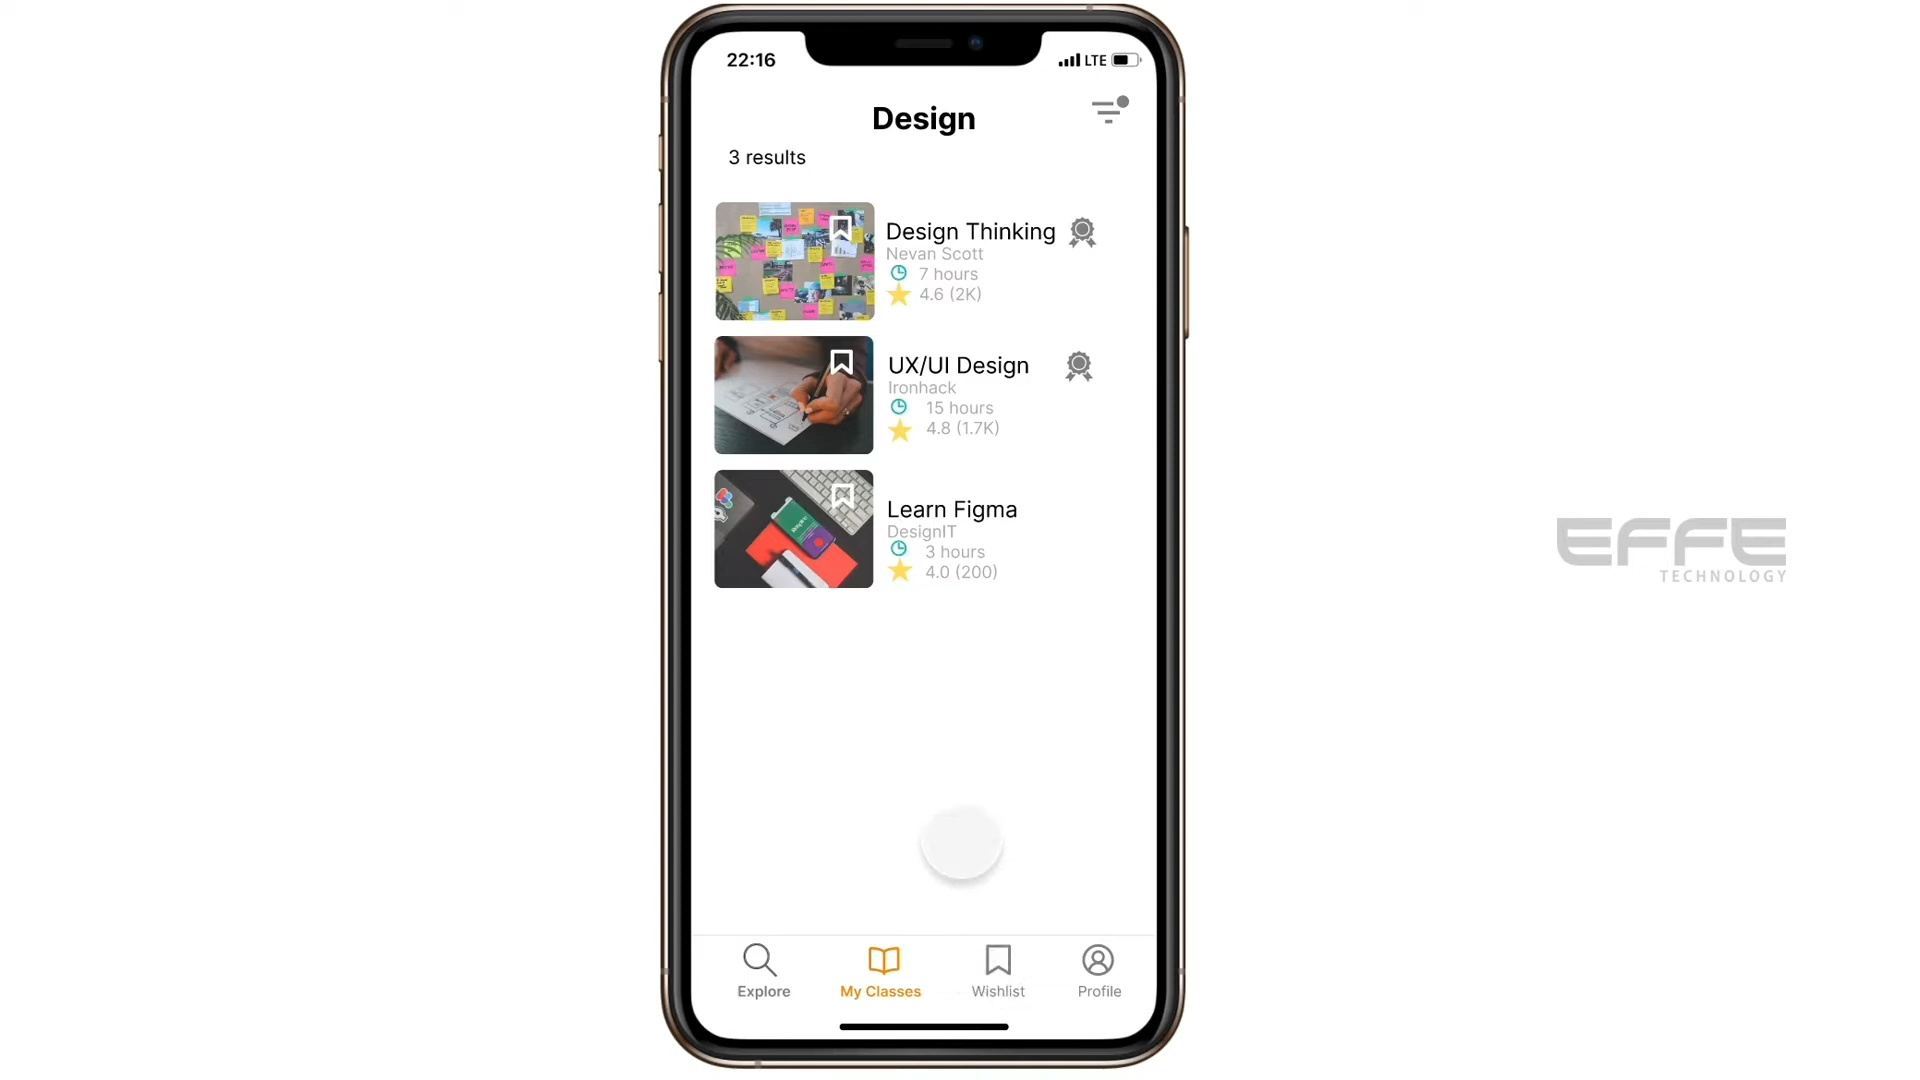 22:16
LTE
Design
3 results
Design Thinking
Nevan Scott
7 hours
4.6 (2K)
UX/UI Design
Ironhack
15 hours
4.8 (1.7K)
Learn Figma
DesignIT
3 hours
4.0 (200)
EFFE
TECHNOLOGY
Explore
My Classes
Wishlist
Profile